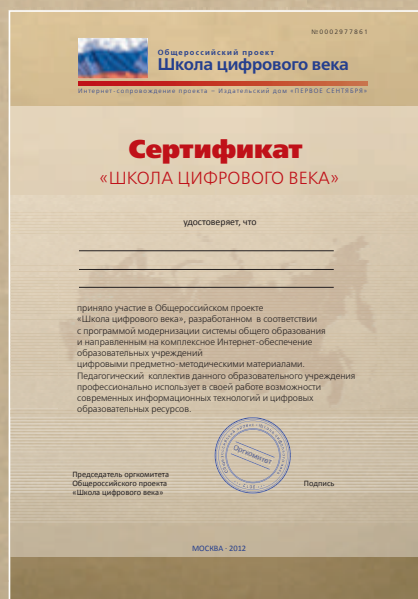 №0002977861
Общероссийский проект
Школа цифрового века
Интернет-сопровождение проекта – Издательский дом «ПЕРВОЕ СЕНТЯБРЯ»
Сертификат
«ШКОЛА ЦИФРОВОГО ВЕКА»
удостоверяет, что
приняло участие в Общероссийском проекте
«Школа цифрового века», разработанном в соответствии
с программой модернизации системы общего образования
и направленным на комплексное Интернет-обеспечение
образовательных учреждений
цифровыми предметно-методическими материалами.
Педагогический коллектив данного образовательного учреждения
профессионально использует в своей работе возможности
современных информационных технологий и цифровых
образовательных ресурсов.
Оргкомитет
Председатель оргкомитета
Общероссийского проекта
«Школа цифрового века»
Подпись
МОСКВА - 2012